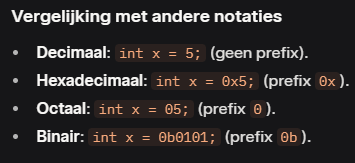 Vergelijking met andere notaties
• Decimaal: int x = 5; (geen prefix).
• Hexadecimaal: int x = 0x5; (prefix 0x ).
• Octaal: int x = 05; (prefix 0 ).
• Binair: int x = 0b0101; (prefix 0b ).